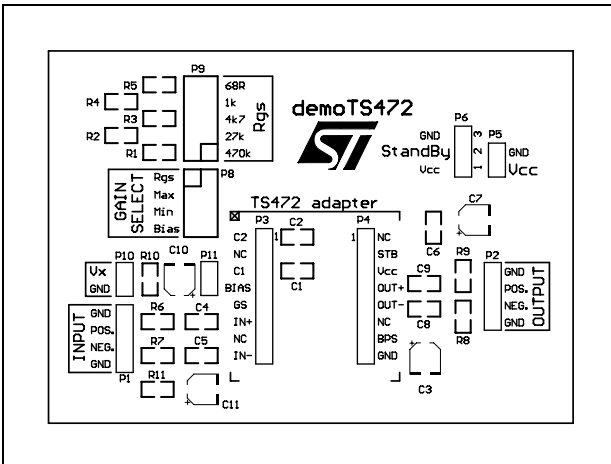 P9
R5
68R
R4
1k
R3
4k7
R2
27k
R1
470k
Rgs
demoTS472
ST
P6
P5
GND
3
StandBy
2
GND
Vcc
1
Vcc
P8
GAIN SELECT
Rgs
Max
Min
Bias
TS472 adapter
P3
P4
C2
C7
C2
1
1
NC
NC
STB
C6
C10
P11
C1
C1
Vcc
C9
R9
P2
Vx
GND
P10
R10
BIAS
OUT+
GND
POS.
NEG.
GND
OUTPUT
GS
OUT-
C8
R8
INPUT
GND
POS.
NEG.
GND
P1
R6
C4
IN+
NC
R7
C5
NC
BPS
IN-
GND
R11
C11
C3